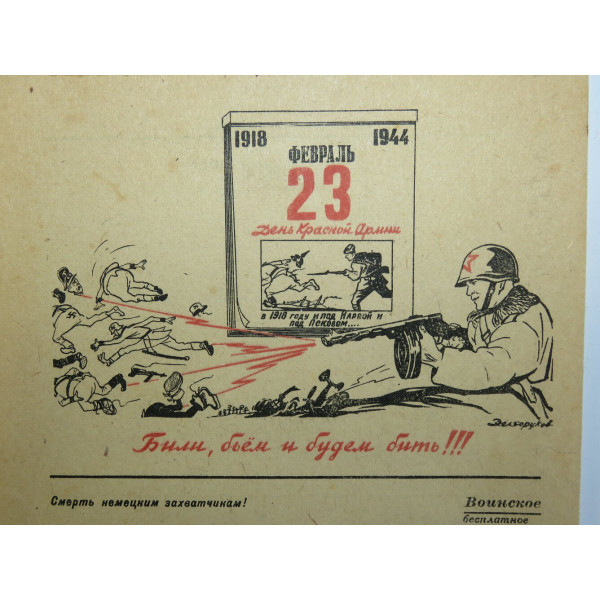 1918 1944
ФЕВРАЛЬ
23
День Красной Армии
в 1918 году и под Нарвой и
под Псковом....
Били, бьём и будем бить!!!
Смерть немецким захватчикам!
Воинское
бесплатное